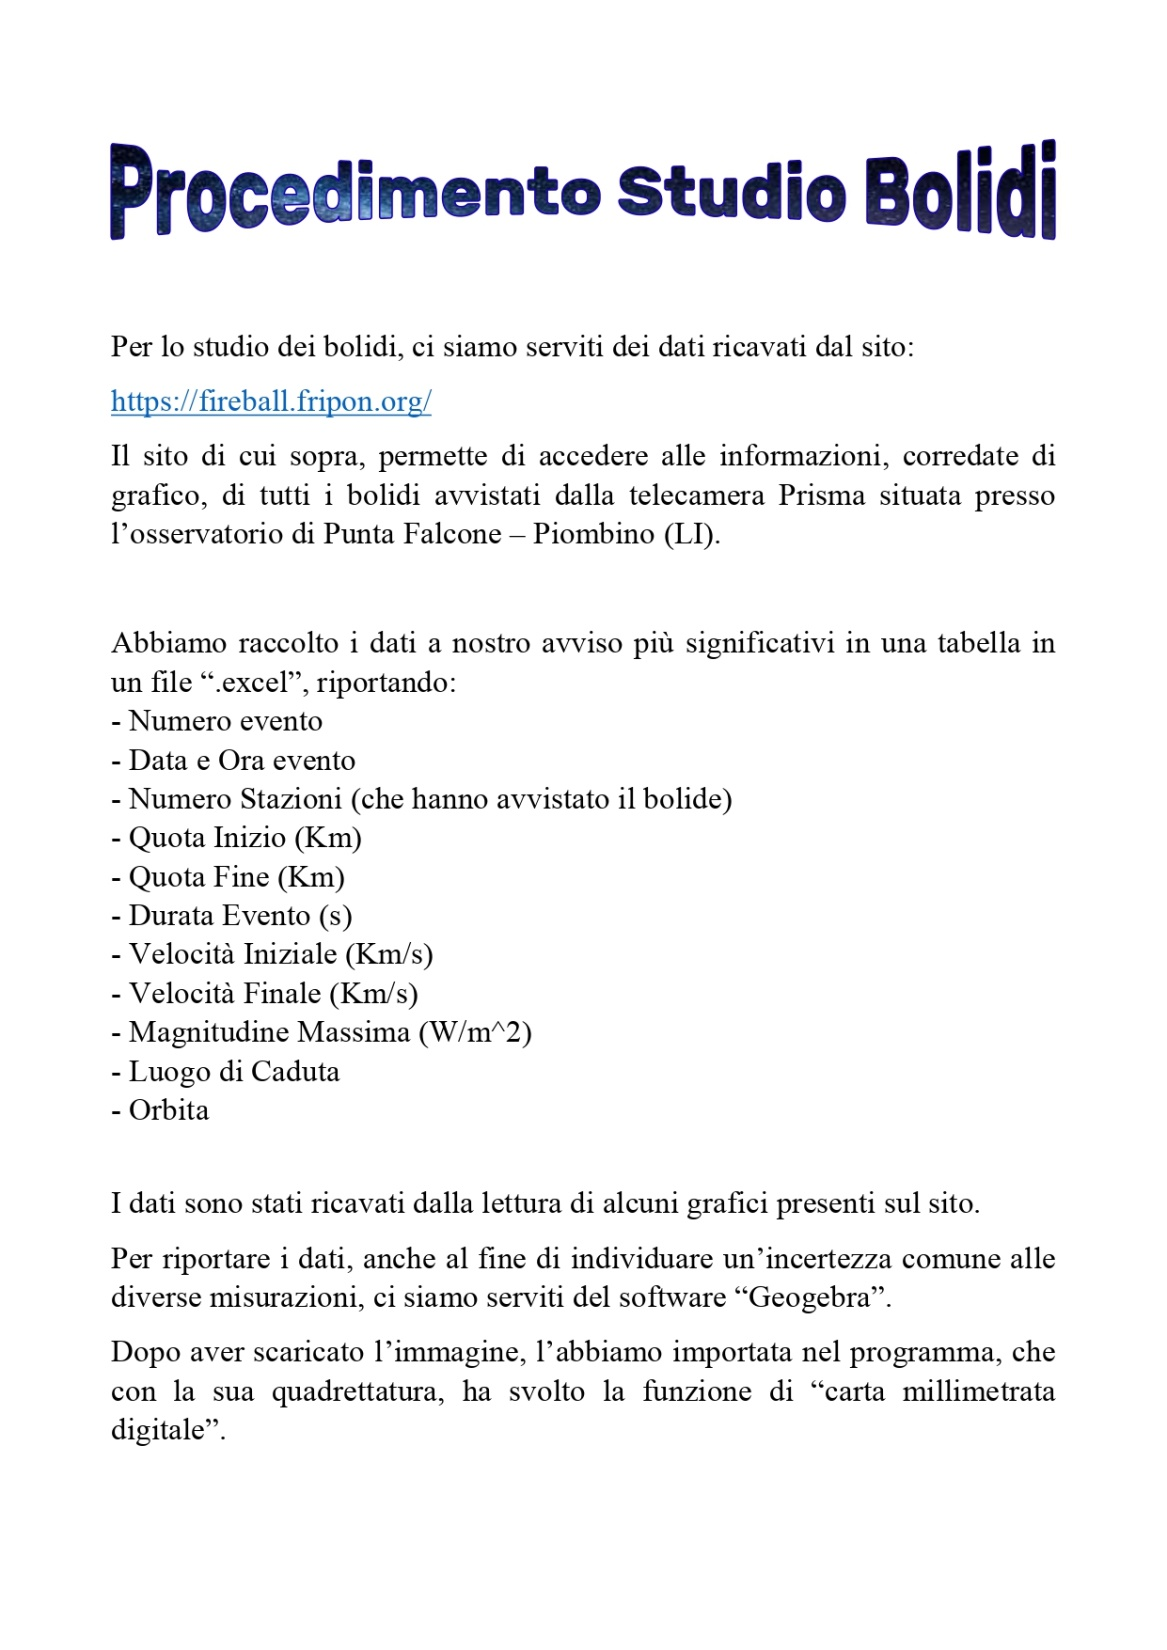 Procedimento Studio Bolidi
Per lo studio dei bolidi, ci siamo serviti dei dati ricavati dal sito:
https://fireball.fripon.org/
Il sito di cui sopra, permette di accedere alle informazioni, corredate di
grafico, di tutti i bolidi avvistati dalla telecamera Prisma situata presso
l’osservatorio di Punta Falcone – Piombino (LI).
Abbiamo raccolto i dati a nostro avviso più significativi in una tabella in
un file “.excel”, riportando:
- Numero evento
- Data e Ora evento
- Numero Stazioni (che hanno avvistato il bolide)
- Quota Inizio (Km)
- Quota Fine (Km)
- Durata Evento (s)
- Velocità Iniziale (Km/s)
- Velocità Finale (Km/s)
- Magnitudine Massima (W/m^2)
- Luogo di Caduta
- Orbita
I dati sono stati ricavati dalla lettura di alcuni grafici presenti sul sito.
Per riportare i dati, anche al fine di individuare un’incertezza comune alle
diverse misurazioni, ci siamo serviti del software “Geogebra”.
Dopo aver scaricato l’immagine, l’abbiamo importata nel programma, che
con la sua quadrettatura, ha svolto la funzione di “carta millimetrata
digitale”.